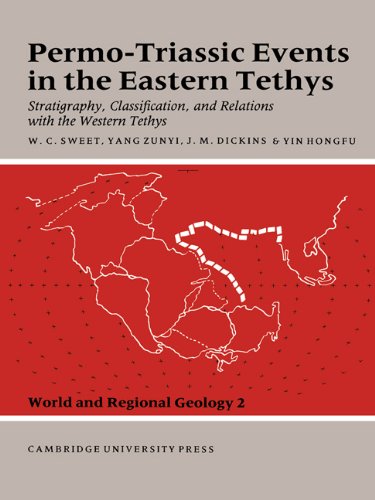 Permo-Triassic Events
in the Eastern Tethys
Stratigraphy, Classification, and Relations
with the Western Tethys
W. C. SWEET, YANG ZUNYI, J. M. DICKINS & YIN HONGFU
World and Regional Geology 2
CAMBRIDGE UNIVERSITY PRESS